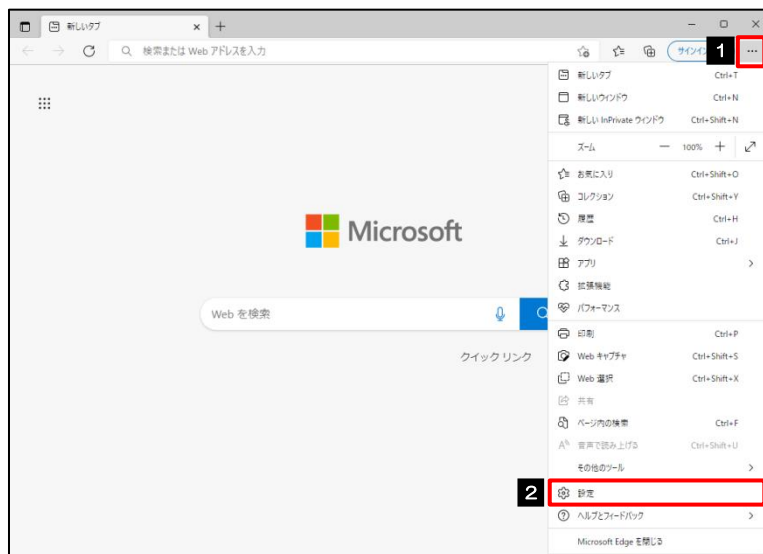 新しいタブ
検索または Web アドレスを入力
サインイン
1
新しいタブ Ctrl+T
新しいウィンドウ Ctrl+N
新しい InPrivate ウィンドウ Ctrl+Shift+N
ズーム 100%
お気に入り Ctrl+Shift+O
コレクション Ctrl+Shift+Y
履歴 Ctrl+H
ダウンロード Ctrl+J
アプリ
拡張機能
パフォーマンス
印刷 Ctrl+P
Web キャプチャ Ctrl+Shift+S
Web 選択 Ctrl+Shift+X
共有
ページ内の検索 Ctrl+F
音声で読み上げる Ctrl+Shift+U
その他のツール
2
設定
ヘルプとフィードバック
Microsoft Edge を閉じる
Microsoft
Web を検索
クイック リンク